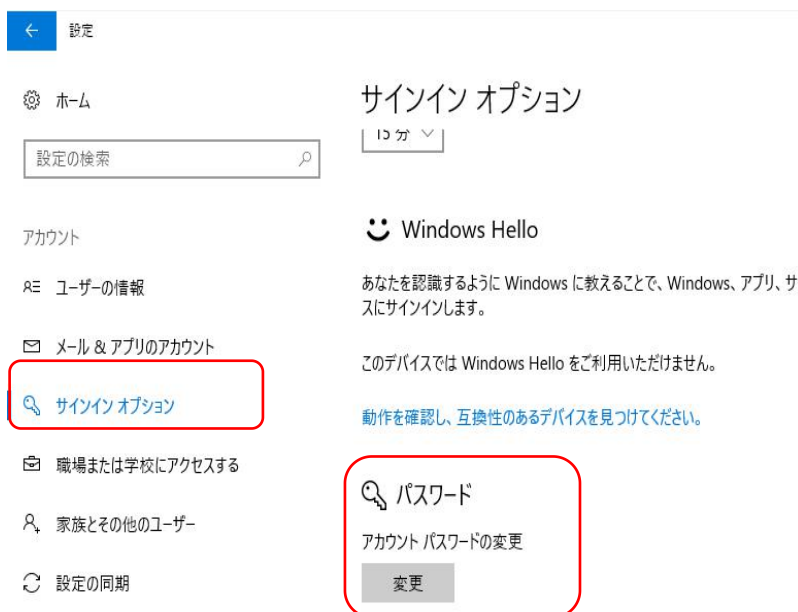 設定
ホーム
設定の検索
アカウント
ユーザーの情報
メール & アプリのアカウント
サインイン オプション
職場または学校にアクセスする
家族とその他のユーザー
設定の同期
サインイン オプション
15 分
Windows Hello
あなたを認識するように Windows に教えることで、Windows、アプリ、サ
スにサインインします。
このデバイスでは Windows Hello をご利用いただけません。
動作を確認し、互換性のあるデバイスを見つけてください。
パスワード
アカウント パスワードの変更
変更